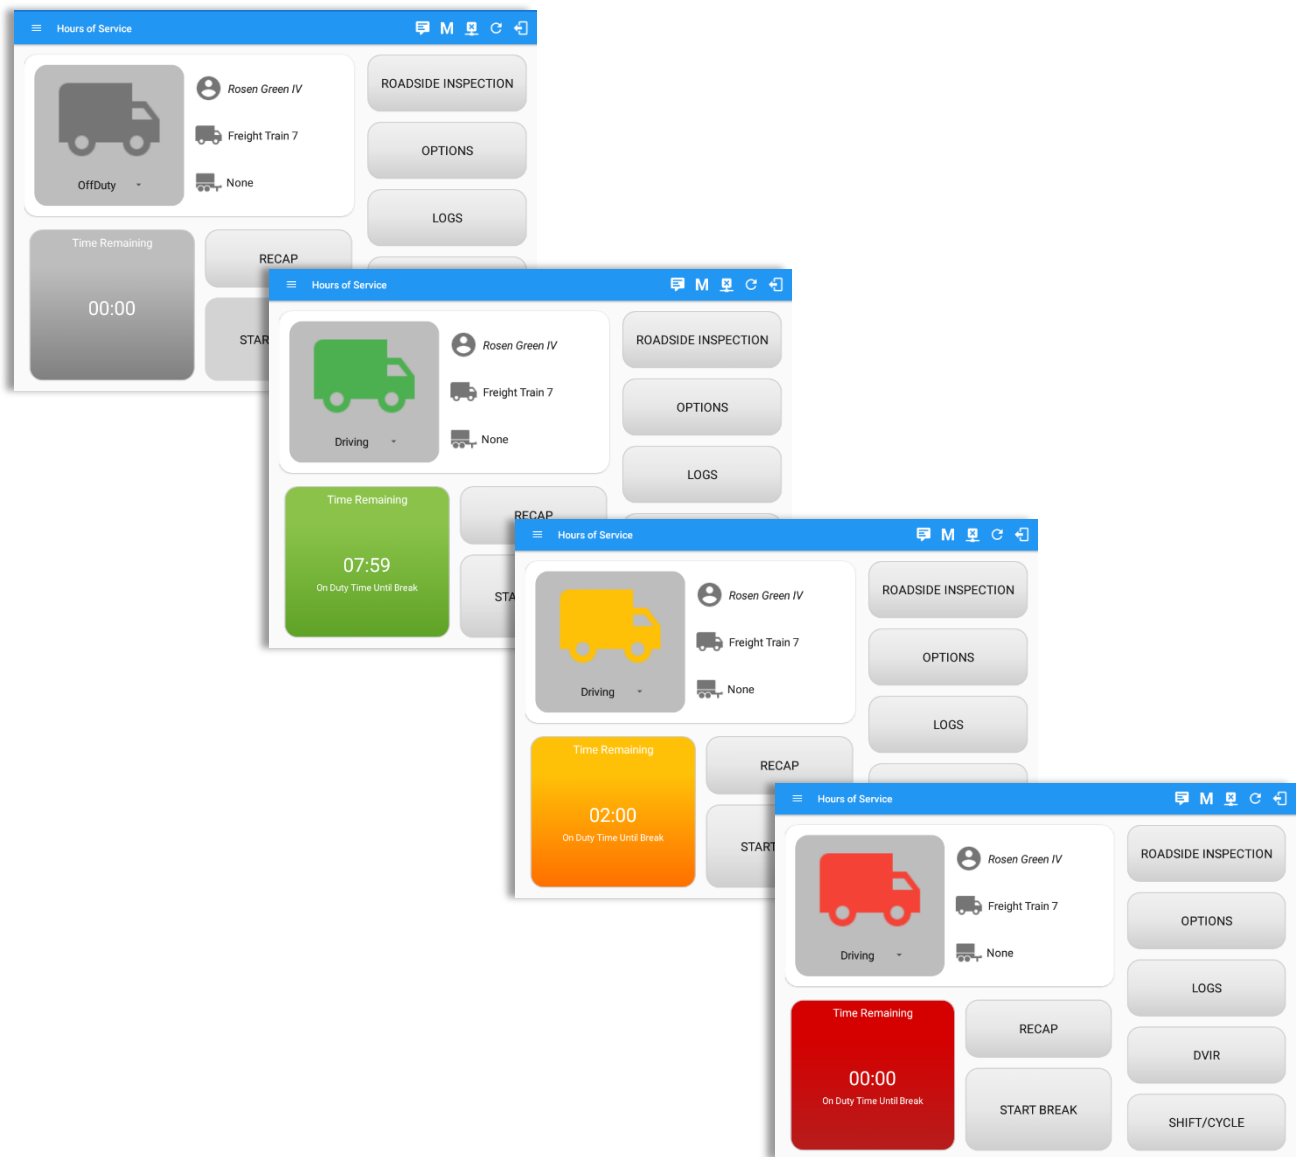 Hours of Service
M
Rosen Green IV
Freight Train 7
None
OffDuty
ROADSIDE INSPECTION
OPTIONS
LOGS
Time Remaining
00:00
RECAP
STAR
Hours of Service
M
Rosen Green IV
Freight Train 7
None
Driving
ROADSIDE INSPECTION
OPTIONS
LOGS
Time Remaining
07:59
On Duty Time Until Break
RECAP
STA
Hours of Service
M
Rosen Green IV
Freight Train 7
None
Driving
ROADSIDE INSPECTION
OPTIONS
LOGS
Time Remaining
02:00
On Duty Time Until Break
RECAP
START
Hours of Service
M
Rosen Green IV
Freight Train 7
None
Driving
ROADSIDE INSPECTION
OPTIONS
LOGS
DVIR
SHIFT/CYCLE
Time Remaining
00:00
On Duty Time Until Break
RECAP
START BREAK